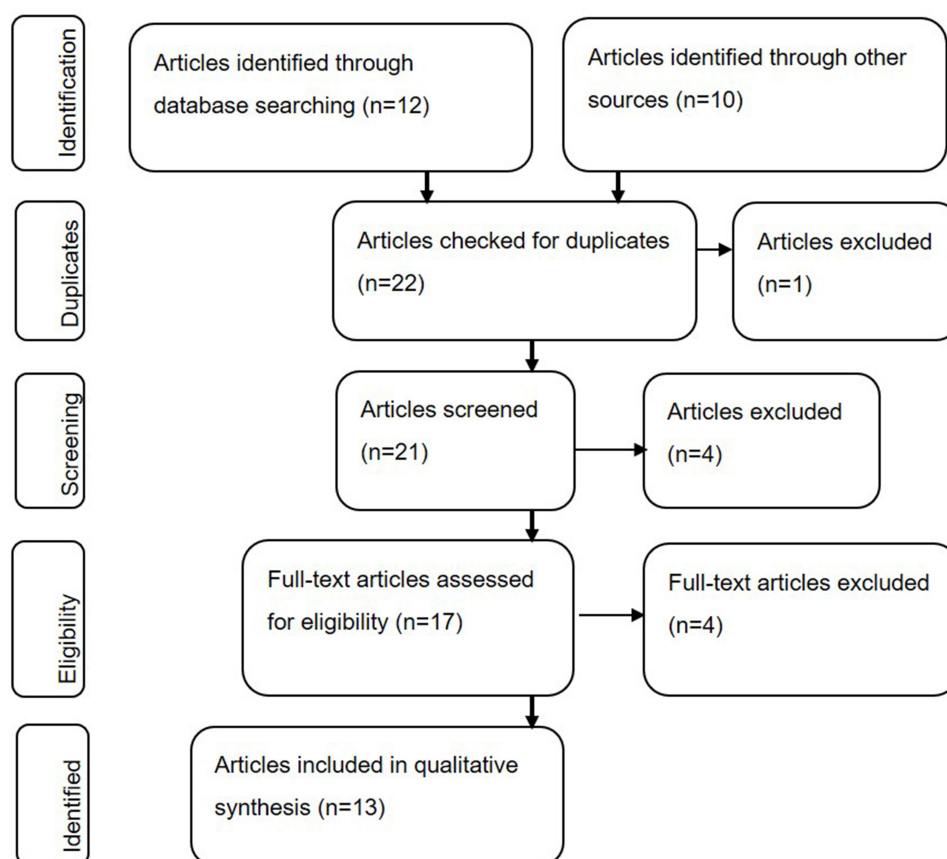 Identification
Articles identified through
database searching (n=12)
Articles identified through other
sources (n=10)
Duplicates
Articles checked for duplicates
(n=22)
Articles excluded
(n=1)
Screening
Articles screened
(n=21)
Articles excluded
(n=4)
Eligibility
Full-text articles assessed
for eligibility (n=17)
Full-text articles excluded
(n=4)
Identified
Articles included in qualitative
synthesis (n=13)